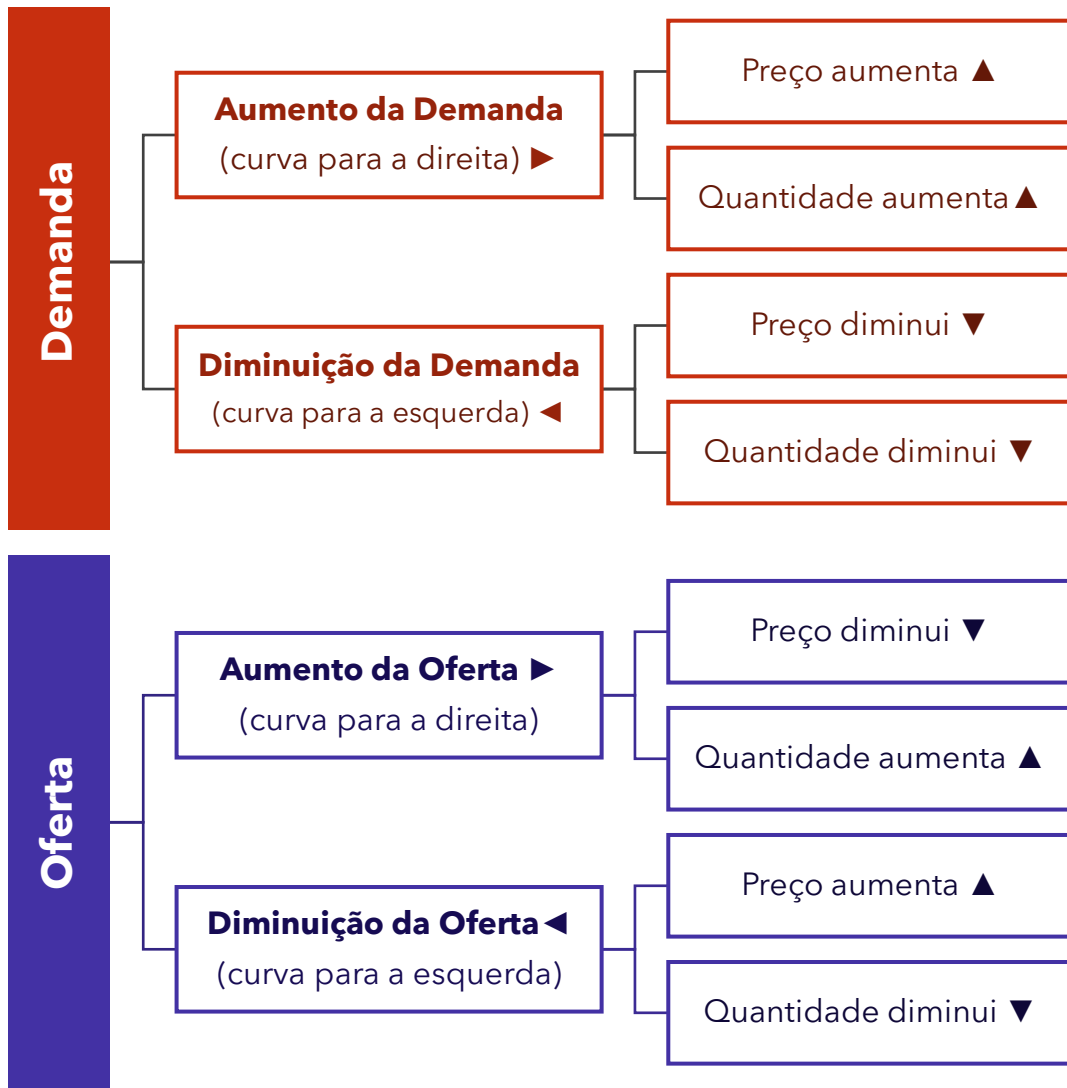 Demanda
Aumento da Demanda
(curva para a direita) ►
Preço aumenta ▲
Quantidade aumenta ▲
Diminuição da Demanda
(curva para a esquerda) ◄
Preço diminui ▼
Quantidade diminui ▼
Oferta
Aumento da Oferta ►
(curva para a direita)
Preço diminui ▼
Quantidade aumenta ▲
Diminuição da Oferta ◄
(curva para a esquerda)
Preço aumenta ▲
Quantidade diminui ▼